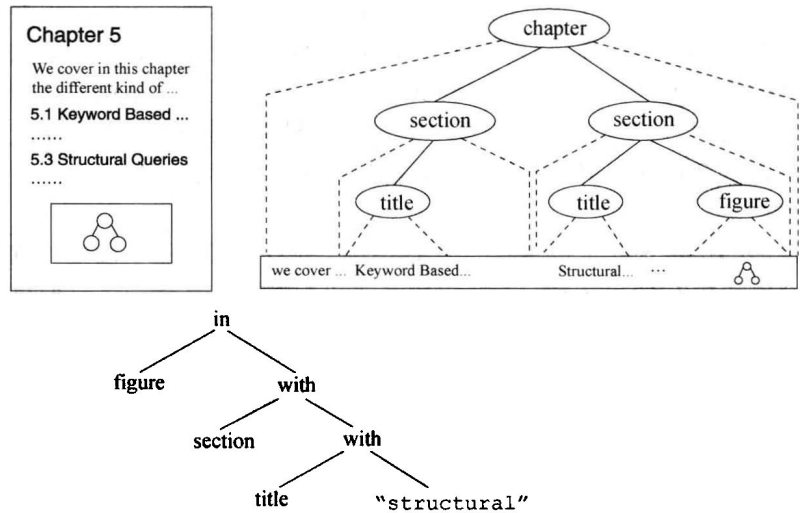 Chapter 5
We cover in this chapter
the different kind of ...
5.1 Keyword Based ...
......
5.3 Structural Queries
......
chapter
section section
title title figure
we cover ... Keyword Based... Structural... ...
in
figure with
section with
title "structural"